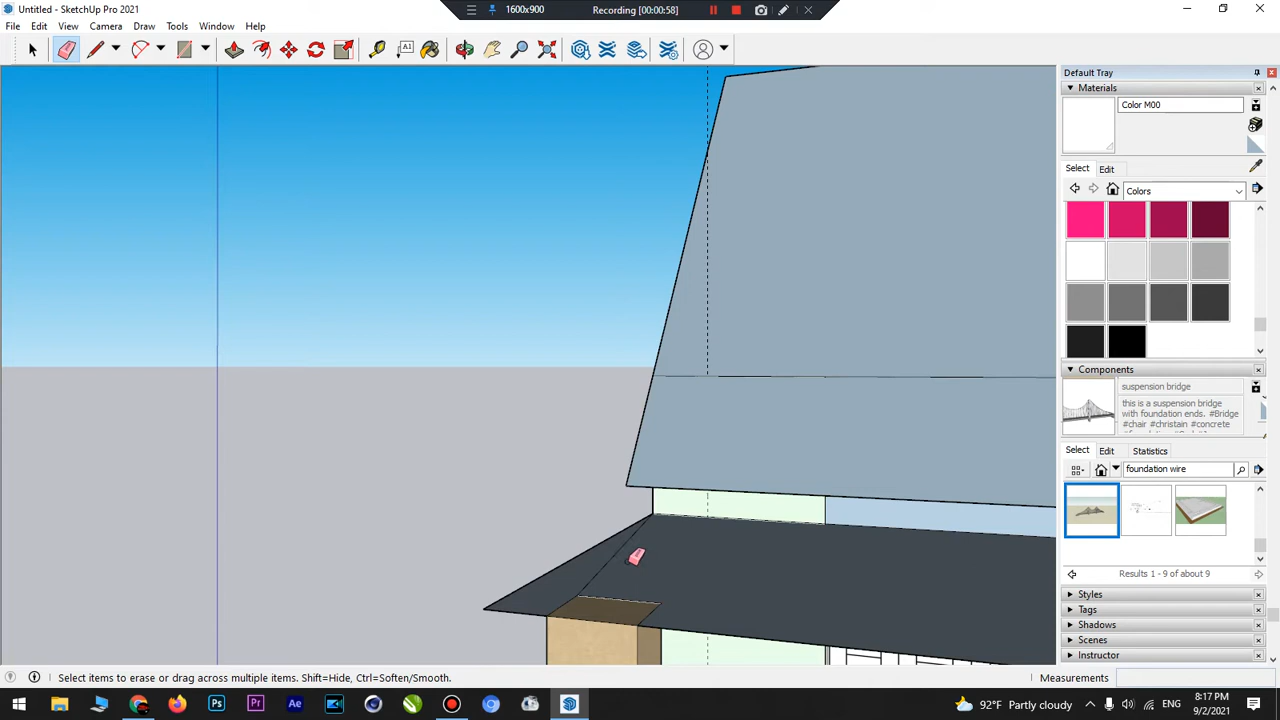 Untitled - SketchUp Pro 2021
1600x900
Recording [00:00:58]
File Edit View Camera Draw Tools Window Help
Default Tray
Materials
Color M00
Select Edit
Colors
Components
suspension bridge
this is a suspension bridge
with foundation ends. #Bridge
#chair #christain #concrete
Select Edit Statistics
foundation wire
Results 1 - 9 of about 9
Styles
Tags
Shadows
Scenes
Instructor
Select items to erase or drag across multiple items. Shift=Hide, Ctrl=Soften/Smooth.
Measurements
92°F Partly cloudy
ENG
8:17 PM
9/2/2021